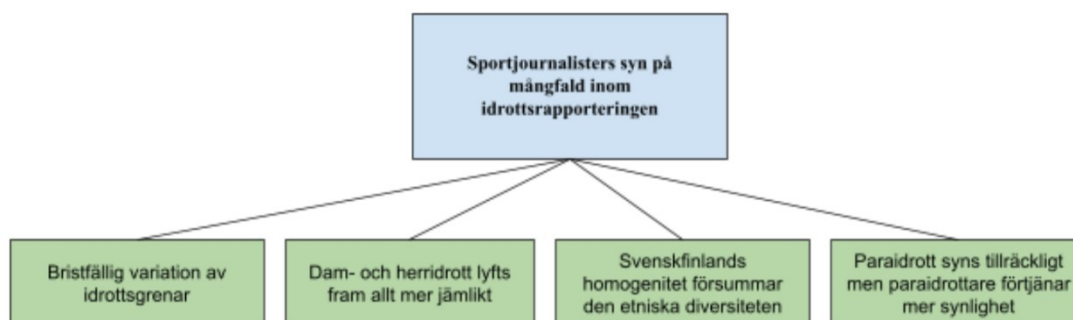 Sportjournalisters syn på
mångfald inom
idrottsrapporteringen
Bristfällig variation av
idrottsgrenar
Dam- och herridrott lyfts
fram allt mer jämlikt
Svenskfinlands
homogenitet försummar
den etniska diversiteten
Paraidrott syns tillräckligt
men paraidrottare förtjänar
mer synlighet